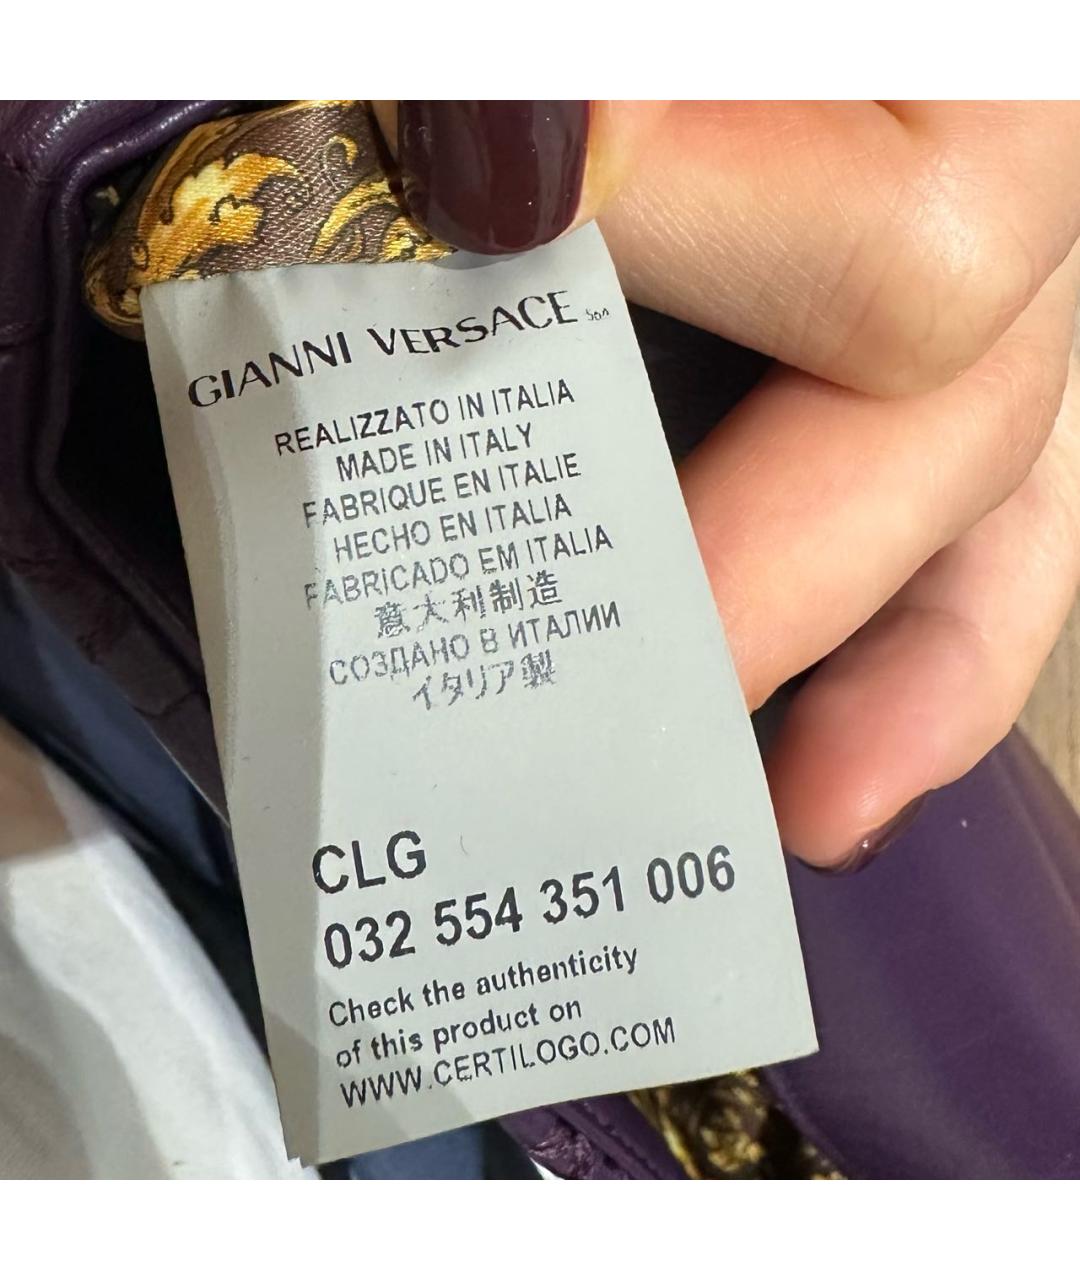 GIANNI VERSACE SpA
REALIZZATO IN ITALIA
MADE IN ITALY
FABRIQUE EN ITALIE
HECHO EN ITALIA
FABRICADO EM ITALIA
意大利制造
СОЗДАНО В ИТАЛИИ
イタリア製
CLG
032 554 351 006
Check the authenticity
of this product on
WWW.CERTILOGO.COM